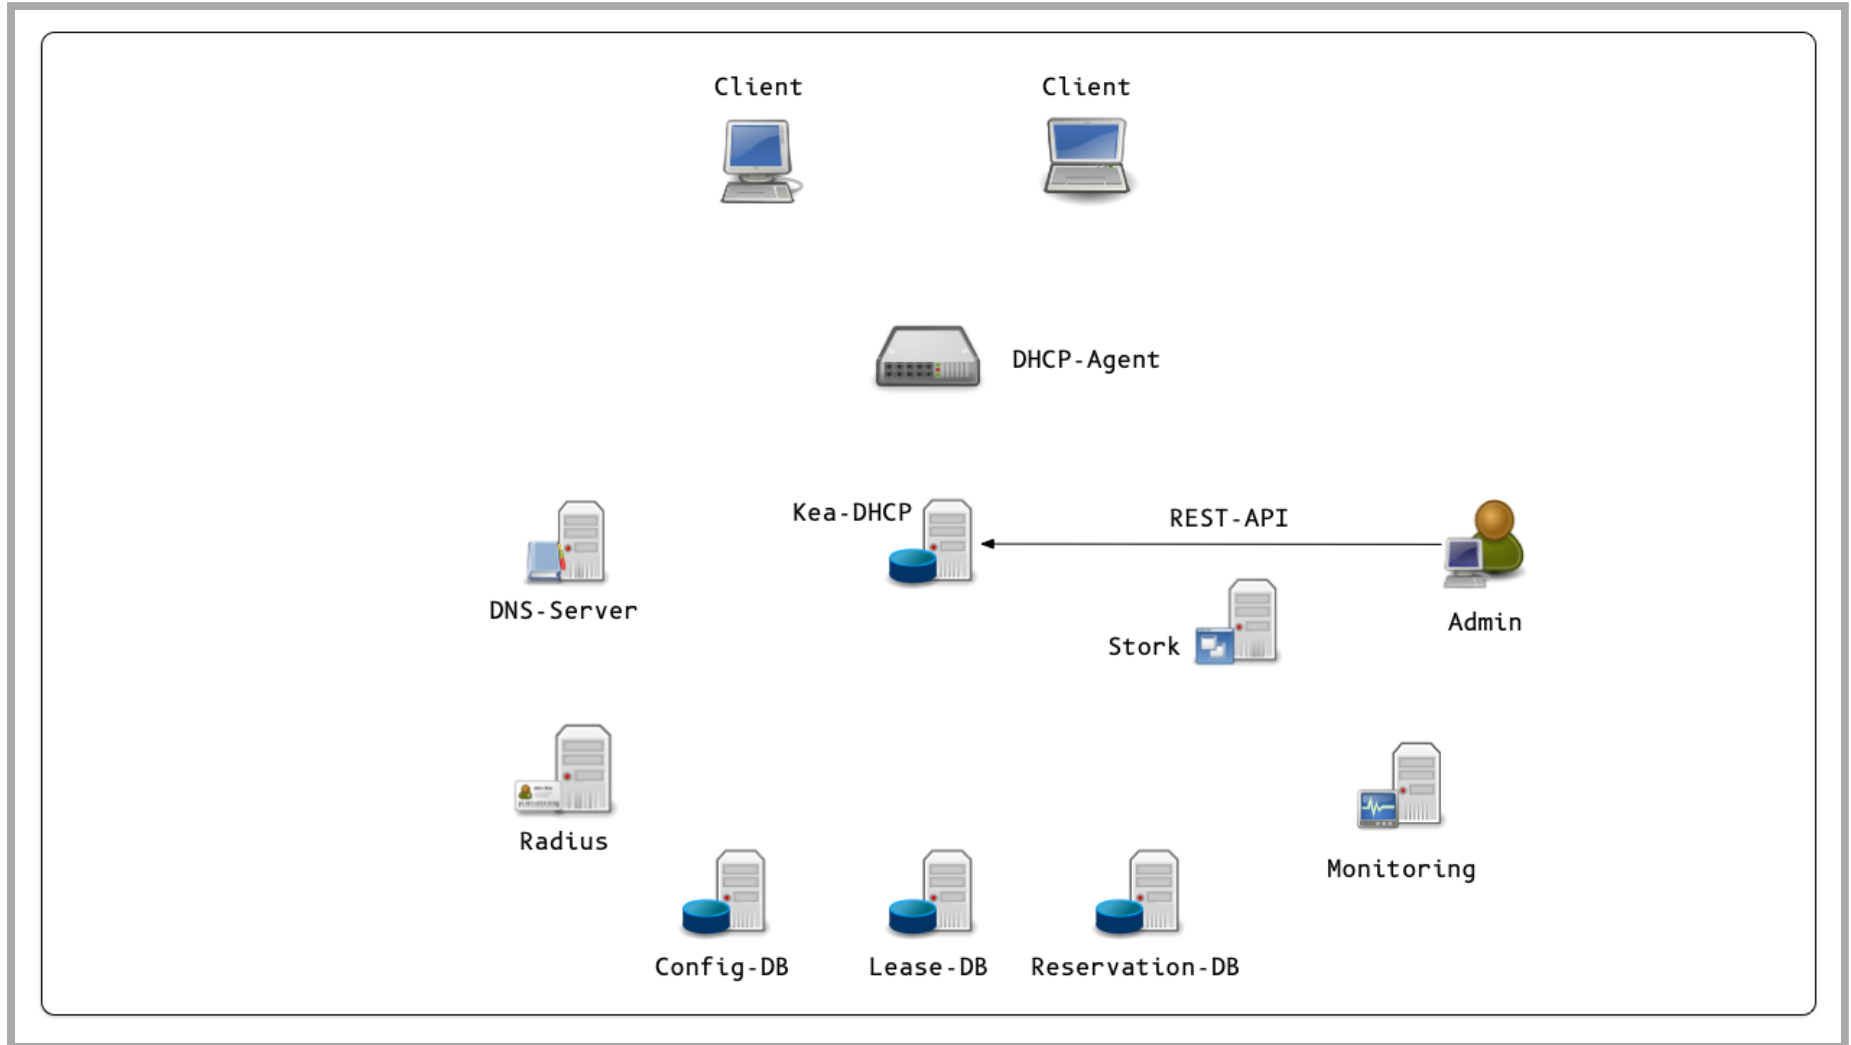 Client
Client
DHCP-Agent
Kea-DHCP
REST-API
DNS-Server
Admin
Stork
Radius
Monitoring
Config-DB
Lease-DB
Reservation-DB